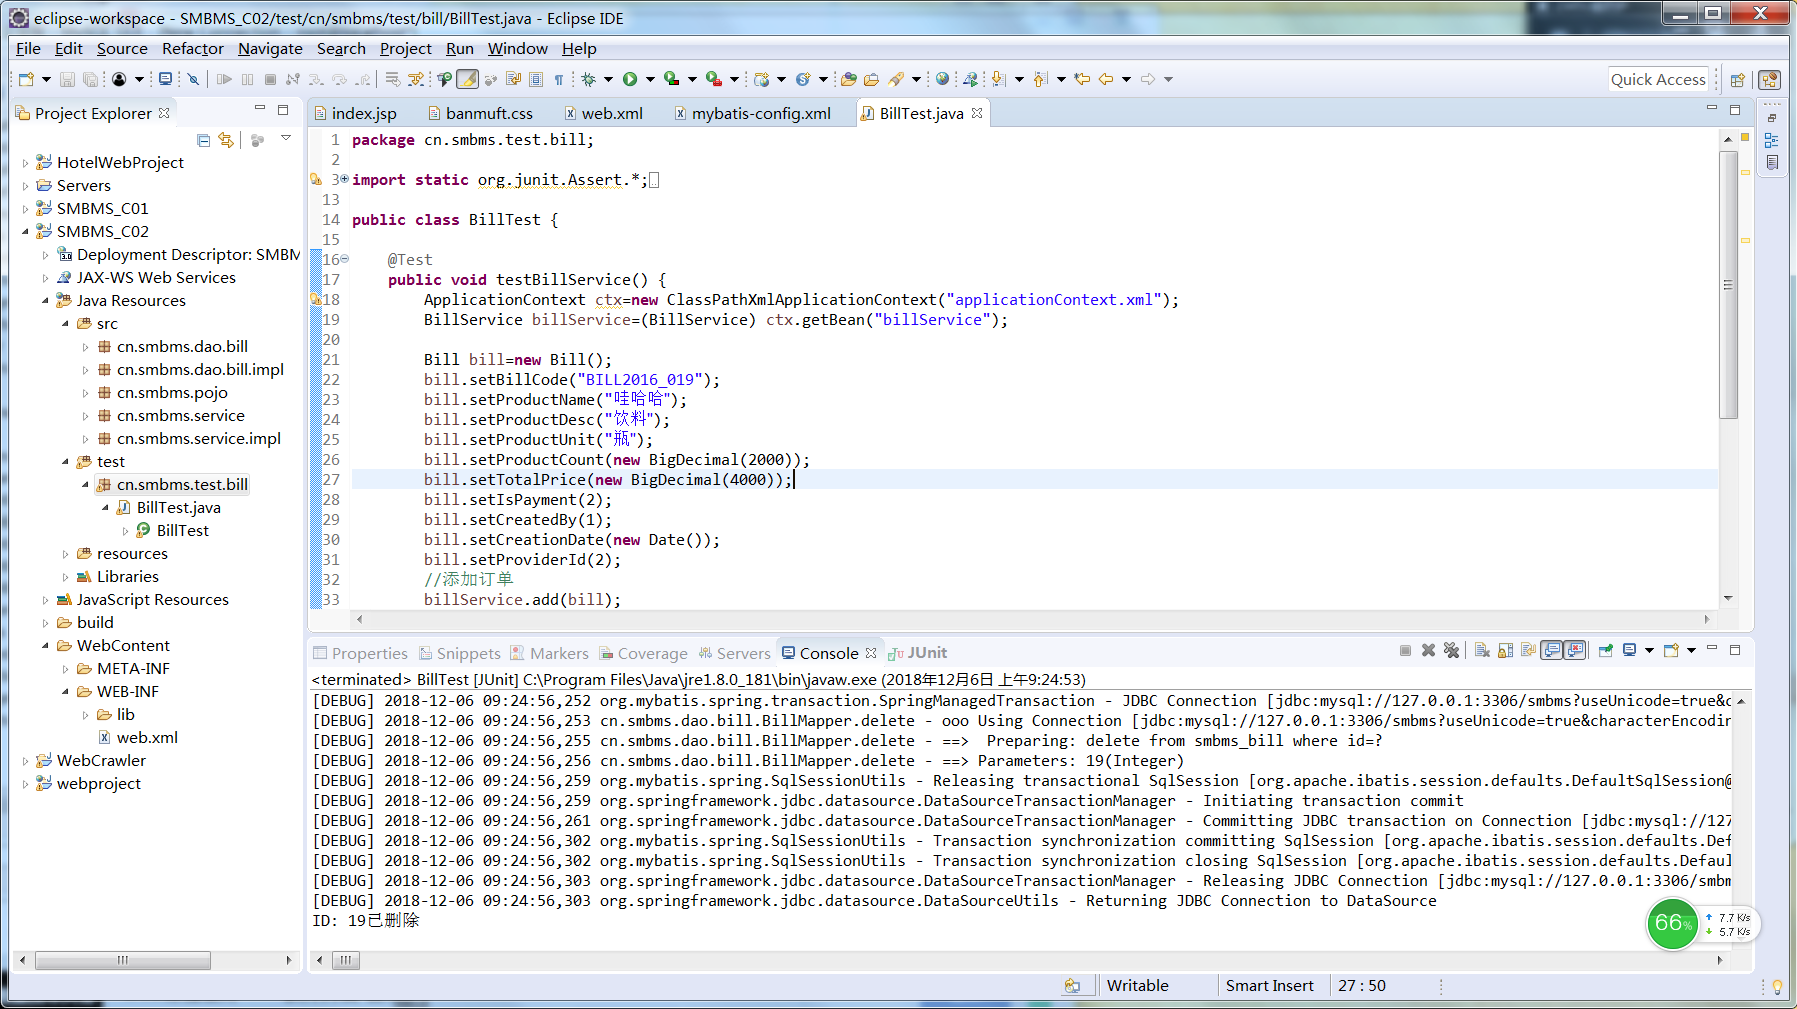 eclipse-workspace - SMBMS_C02/test/cn/smbms/test/bill/BillTest.java - Eclipse IDE
File Edit Source Refactor Navigate Search Project Run Window Help
Quick Access
Project Explorer
HotelWebProject
Servers
SMBMS_C01
SMBMS_C02
Deployment Descriptor: SMBM
JAX-WS Web Services
Java Resources
src
cn.smbms.dao.bill
cn.smbms.dao.bill.impl
cn.smbms.pojo
cn.smbms.service
cn.smbms.service.impl
test
cn.smbms.test.bill
BillTest.java
BillTest
resources
Libraries
JavaScript Resources
build
WebContent
META-INF
WEB-INF
lib
web.xml
WebCrawler
webproject
index.jsp banmuft.css web.xml mybatis-config.xml BillTest.java
1 package cn.smbms.test.bill;
2
3 import static org.junit.Assert.*;
13
14 public class BillTest {
15
16 @Test
17 public void testBillService() {
18 ApplicationContext ctx=new ClassPathXmlApplicationContext("applicationContext.xml");
19 BillService billService=(BillService) ctx.getBean("billService");
20
21 Bill bill=new Bill();
22 bill.setBillCode("BILL2016_019");
23 bill.setProductName("哇哈哈");
24 bill.setProductDesc("饮料");
25 bill.setProductUnit("瓶");
26 bill.setProductCount(new BigDecimal(2000));
27 bill.setTotalPrice(new BigDecimal(4000));
28 bill.setIsPayment(2);
29 bill.setCreatedBy(1);
30 bill.setCreationDate(new Date());
31 bill.setProviderId(2);
32 //添加订单
33 billService.add(bill);
Properties Snippets Markers Coverage Servers Console JUnit
<terminated> BillTest [JUnit] C:\Program Files\Java\jre1.8.0_181\bin\javaw.exe (2018年12月6日 上午9:24:53)
[DEBUG] 2018-12-06 09:24:56,252 org.mybatis.spring.transaction.SpringManagedTransaction - JDBC Connection [jdbc:mysql://127.0.0.1:3306/smbms?useUnicode=true&c
[DEBUG] 2018-12-06 09:24:56,253 cn.smbms.dao.bill.BillMapper.delete - ooo Using Connection [jdbc:mysql://127.0.0.1:3306/smbms?useUnicode=true&characterEncodin
[DEBUG] 2018-12-06 09:24:56,255 cn.smbms.dao.bill.BillMapper.delete - ==>  Preparing: delete from smbms_bill where id=?
[DEBUG] 2018-12-06 09:24:56,256 cn.smbms.dao.bill.BillMapper.delete - ==> Parameters: 19(Integer)
[DEBUG] 2018-12-06 09:24:56,259 org.mybatis.spring.SqlSessionUtils - Releasing transactional SqlSession [org.apache.ibatis.session.defaults.DefaultSqlSession@
[DEBUG] 2018-12-06 09:24:56,259 org.springframework.jdbc.datasource.DataSourceTransactionManager - Initiating transaction commit
[DEBUG] 2018-12-06 09:24:56,261 org.springframework.jdbc.datasource.DataSourceTransactionManager - Committing JDBC transaction on Connection [jdbc:mysql://127
[DEBUG] 2018-12-06 09:24:56,302 org.mybatis.spring.SqlSessionUtils - Transaction synchronization committing SqlSession [org.apache.ibatis.session.defaults.Def
[DEBUG] 2018-12-06 09:24:56,302 org.mybatis.spring.SqlSessionUtils - Transaction synchronization closing SqlSession [org.apache.ibatis.session.defaults.Defaul
[DEBUG] 2018-12-06 09:24:56,303 org.springframework.jdbc.datasource.DataSourceTransactionManager - Releasing JDBC Connection [jdbc:mysql://127.0.0.1:3306/smbm
[DEBUG] 2018-12-06 09:24:56,303 org.springframework.jdbc.datasource.DataSourceUtils - Returning JDBC Connection to DataSource
ID: 19已删除
66%
7.7 K/s
5.7 K/s
Writable Smart Insert 27 : 50